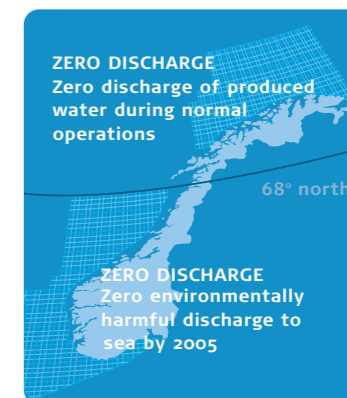 ZERO DISCHARGE
Zero discharge of produced
water during normal
operations
68° north
ZERO DISCHARGE
Zero environmentally
harmful discharge to
sea by 2005